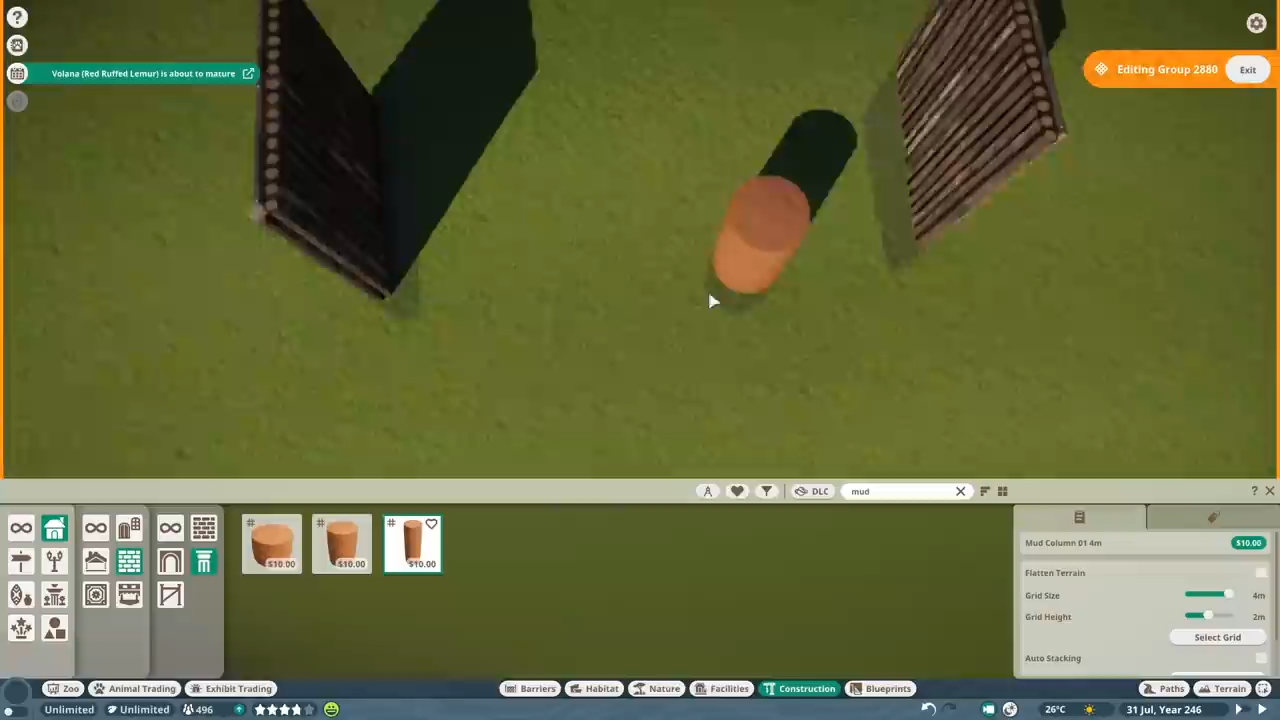 ?
Volana (Red Ruffed Lemur) is about to mature
Editing Group 2880 Exit
DLC mud ? ✕
# $10.00 # $10.00 # $10.00
Mud Column 01 4m $10.00
Flatten Terrain
Grid Size 4m
Grid Height 2m
Select Grid
Auto Stacking
Zoo Animal Trading Exhibit Trading Barriers Habitat Nature Facilities Construction Blueprints Paths Terrain
Unlimited Unlimited 496 26°C 31 Jul, Year 246